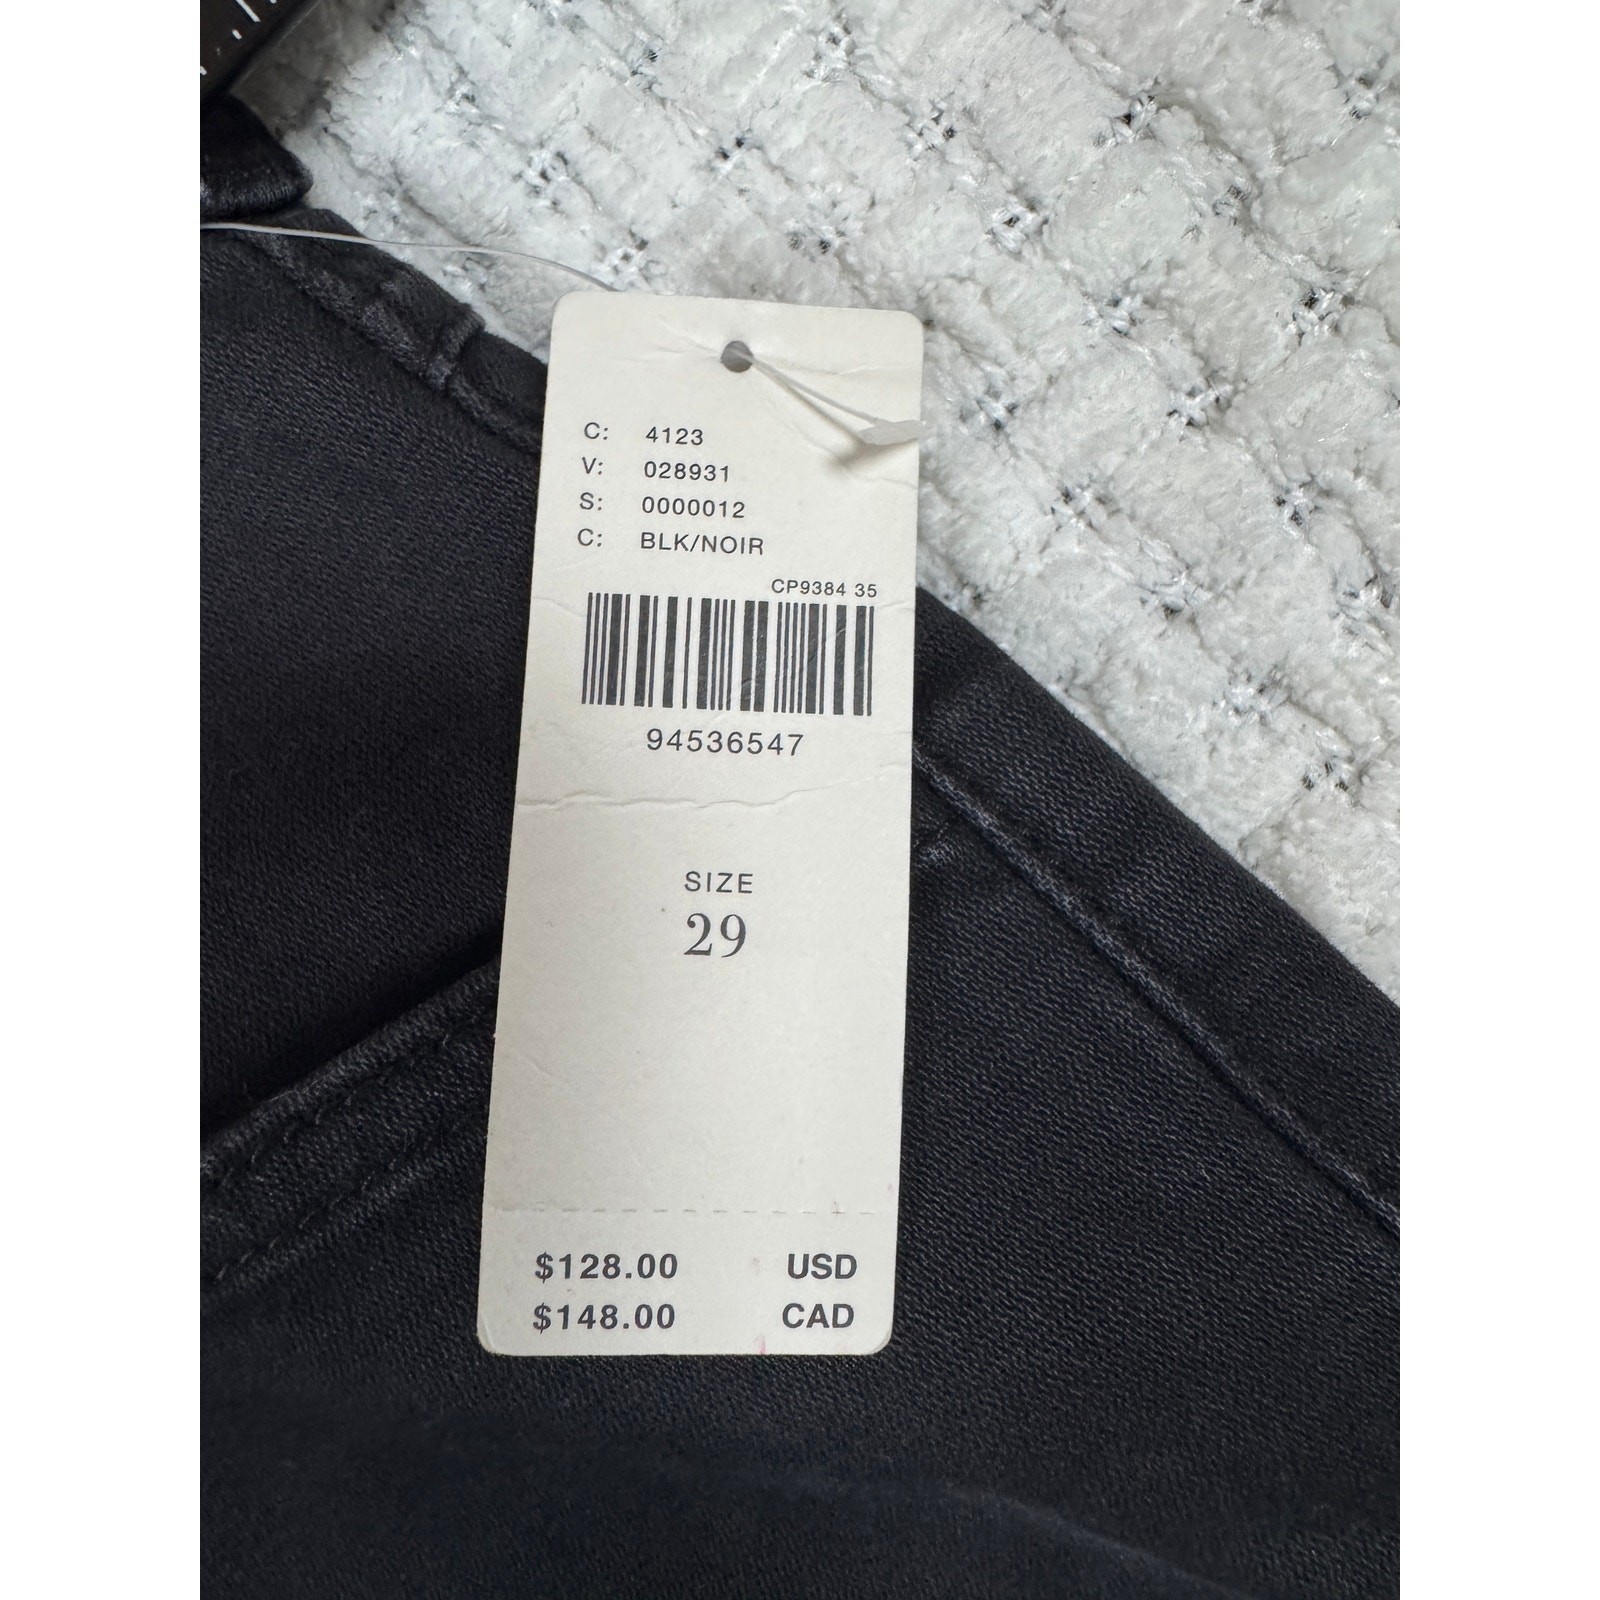 C: 4123
V: 028931
S: 0000012
C: BLK/NOIR
CP9384 35
94536547
SIZE
29
$128.00 USD
$148.00 CAD